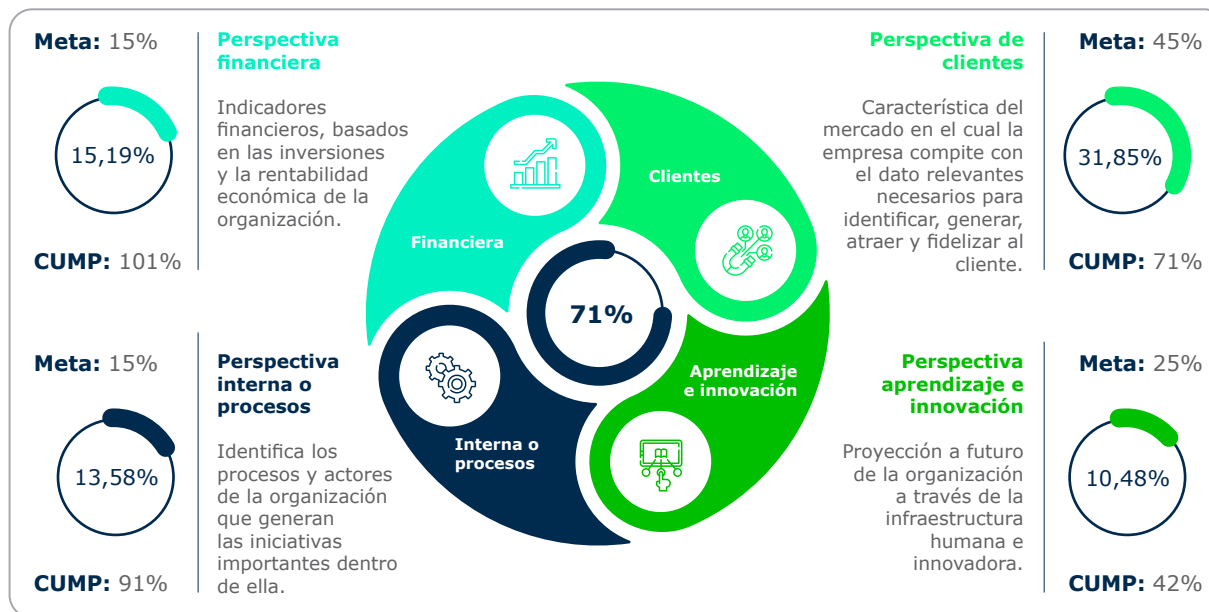 Meta: 15%
15,19%
CUMP: 101%
Perspectiva
financiera
Indicadores
financieros, basados
en las inversiones
y la rentabilidad
económica de la
organización.
Financiera
Clientes
71%
Interna o
procesos
Aprendizaje
e innovación
Perspectiva de
clientes
Característica del
mercado en el cual la
empresa compite con
el dato relevantes
necesarios para
identificar, generar,
atraer y fidelizar al
cliente.
Meta: 45%
31,85%
CUMP: 71%
Meta: 15%
13,58%
CUMP: 91%
Perspectiva
interna o
procesos
Identifica los
procesos y actores
de la organización
que generan
las iniciativas
importantes dentro
de ella.
Perspectiva
aprendizaje e
innovación
Proyección a futuro
de la organización
a través de la
infraestructura
humana e
innovadora.
Meta: 25%
10,48%
CUMP: 42%